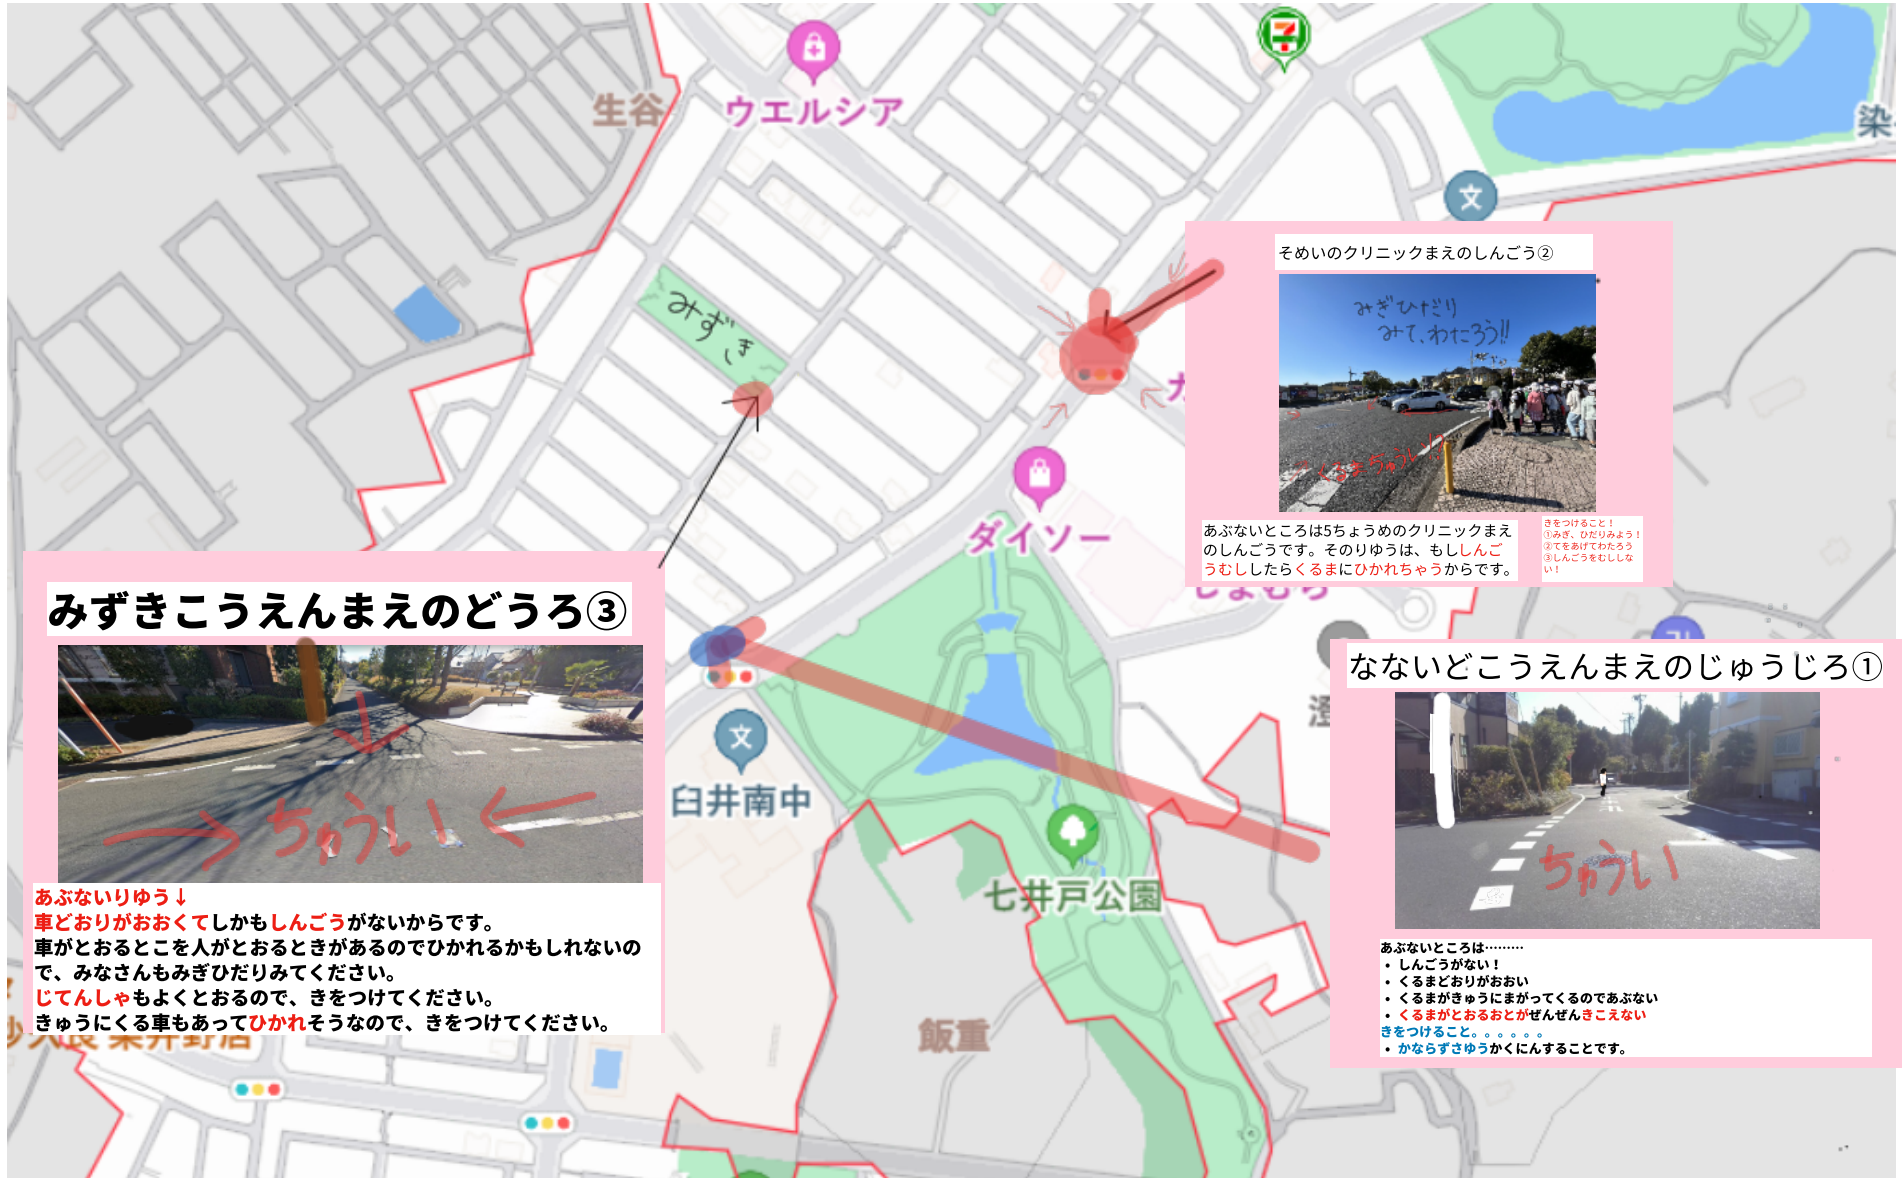 生谷
ウエルシア
7
染
文
みずき
そめいのクリニックまえのしんごう②
みぎひだり
みて、わたろう!!
くるまちゅうい!!
あぶないところは5ちょうめのクリニックまえ
のしんごうです。そのりゆうは、もししんご
うむししたらくるまにひかれちゃうからです。
きをつけること！
①みぎ、ひだりみよう！
②てをあげてわたろう
③しんごうをむししな
い！
ダイソー
みずきこうえんまえのどうろ③
ちゅうい
あぶないりゆう↓
車どおりがおおくてしかもしんごうがないからです。
車がとおるとこを人がとおるときがあるのでひかれるかもしれないの
で、みなさんもみぎひだりみてください。
じてんしゃもよくとおるので、きをつけてください。
きゅうにくる車もあってひかれそうなので、きをつけてください。
文
臼井南中
七井戸公園
飯重
なないどこうえんまえのじゅうじろ①
ちゅうい
あぶないところは………
• しんごうがない！
• くるまどおりがおおい
• くるまがきゅうにまがってくるのであぶない
• くるまがとおるおとがぜんぜんきこえない
きをつけること。。。。。。
• かならずさゆうかくにんすることです。